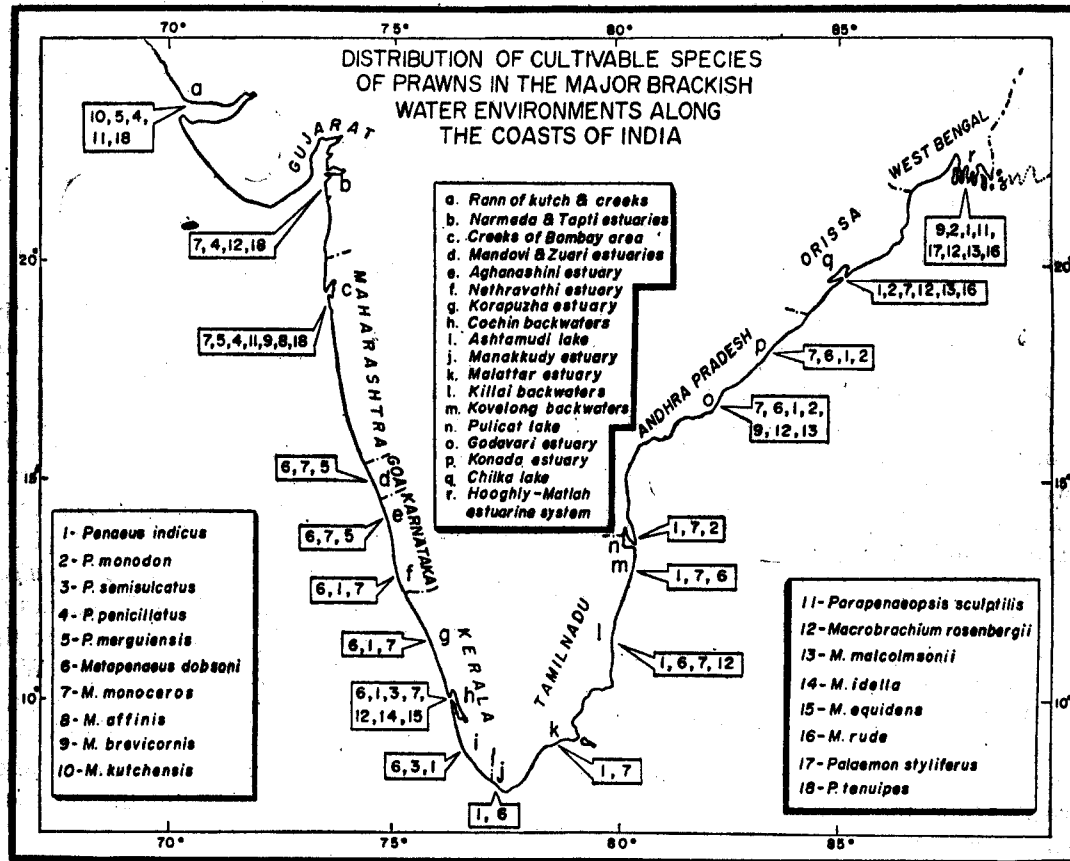 70°
75°
80°
85°
DISTRIBUTION OF CULTIVABLE SPECIES
OF PRAWNS IN THE MAJOR BRACKISH
WATER ENVIRONMENTS ALONG
THE COASTS OF INDIA
a
10, 5, 4,
11, 18
GUJARAT
b
7, 4, 12, 18
20°
c
7, 5, 4, 11, 9, 8, 18
MAHARASHTRA
a. Rann of kutch & creeks
b. Narmada & Tapti estuaries
c. Creeks of Bombay area
d. Mandovi & Zuari estuaries
e. Aghanashini estuary
f. Nethravathi estuary
g. Korapuzha estuary
h. Cochin backwaters
i. Ashtamudi lake
j. Manakkudy estuary
k. Malattar estuary
l. Killai backwaters
m. Kovelong backwaters
n. Pulicat lake
o. Godavari estuary
p. Konada estuary
q. Chilka lake
r. Hooghly-Matlah
estuarine system
WEST BENGAL
r
9, 2, 1, 11,
17, 12, 13, 16
ORISSA
20°
q
1, 2, 7, 12, 13, 16
ANDHRA PRADESH
p
7, 6, 1, 2
o
7, 6, 1, 2,
9, 12, 13
15°
6, 7, 5
d
GOA
KARNATAKA
e
6, 7, 5
f
6, 1, 7
15°
n
1, 7, 2
m
1, 7, 6
1- Penaeus indicus
2- P. monodon
3- P. semisulcatus
4- P. penicillatus
5- P. merguiensis
6- Metapenaeus dobsoni
7- M. monoceros
8- M. affinis
9- M. brevicornis
10- M. kutchensis
g
6, 1, 7
KERALA
h
6, 1, 3, 7,
12, 14, 15
10°
i
6, 3, 1
j
1, 6
TAMILNADU
l
1, 6, 7, 12
k
1, 7
10°
11- Parapenaeopsis sculptilis
12- Macrobrachium rosenbergii
13- M. malcolmsonii
14- M. idella
15- M. equidens
16- M. rude
17- Palaemon styliferus
18- P. tenuipes
70°
75°
80°
85°